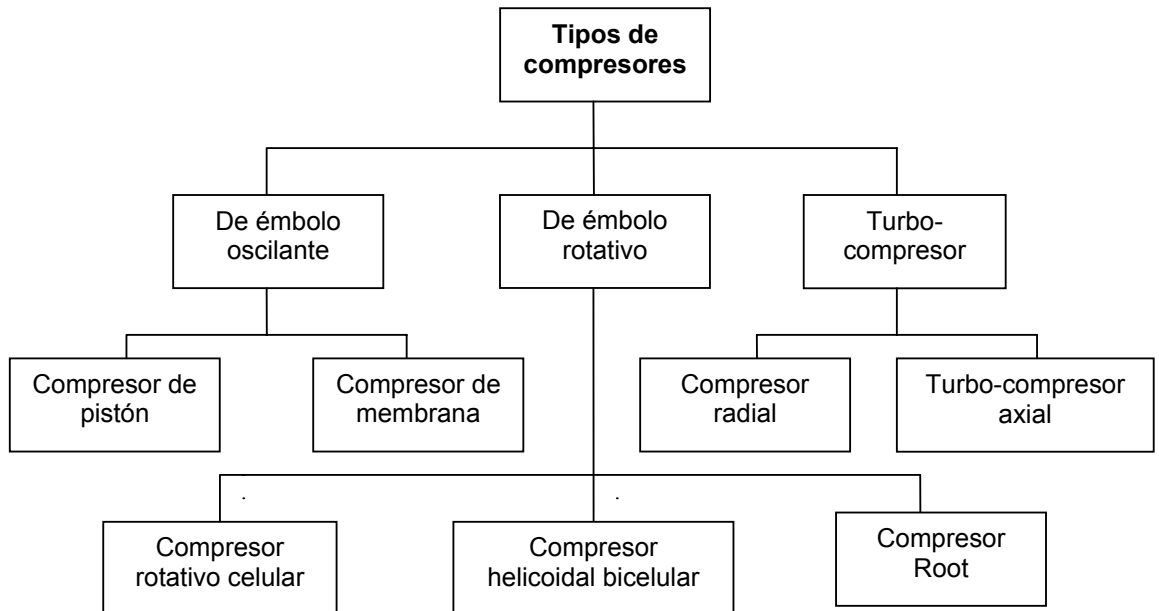 Tipos de
compresores
De émbolo
oscilante
De émbolo
rotativo
Turbo-
compresor
Compresor de
pistón
Compresor de
membrana
Compresor
radial
Turbo-compresor
axial
Compresor
rotativo celular
Compresor
helicoidal bicelular
Compresor
Root